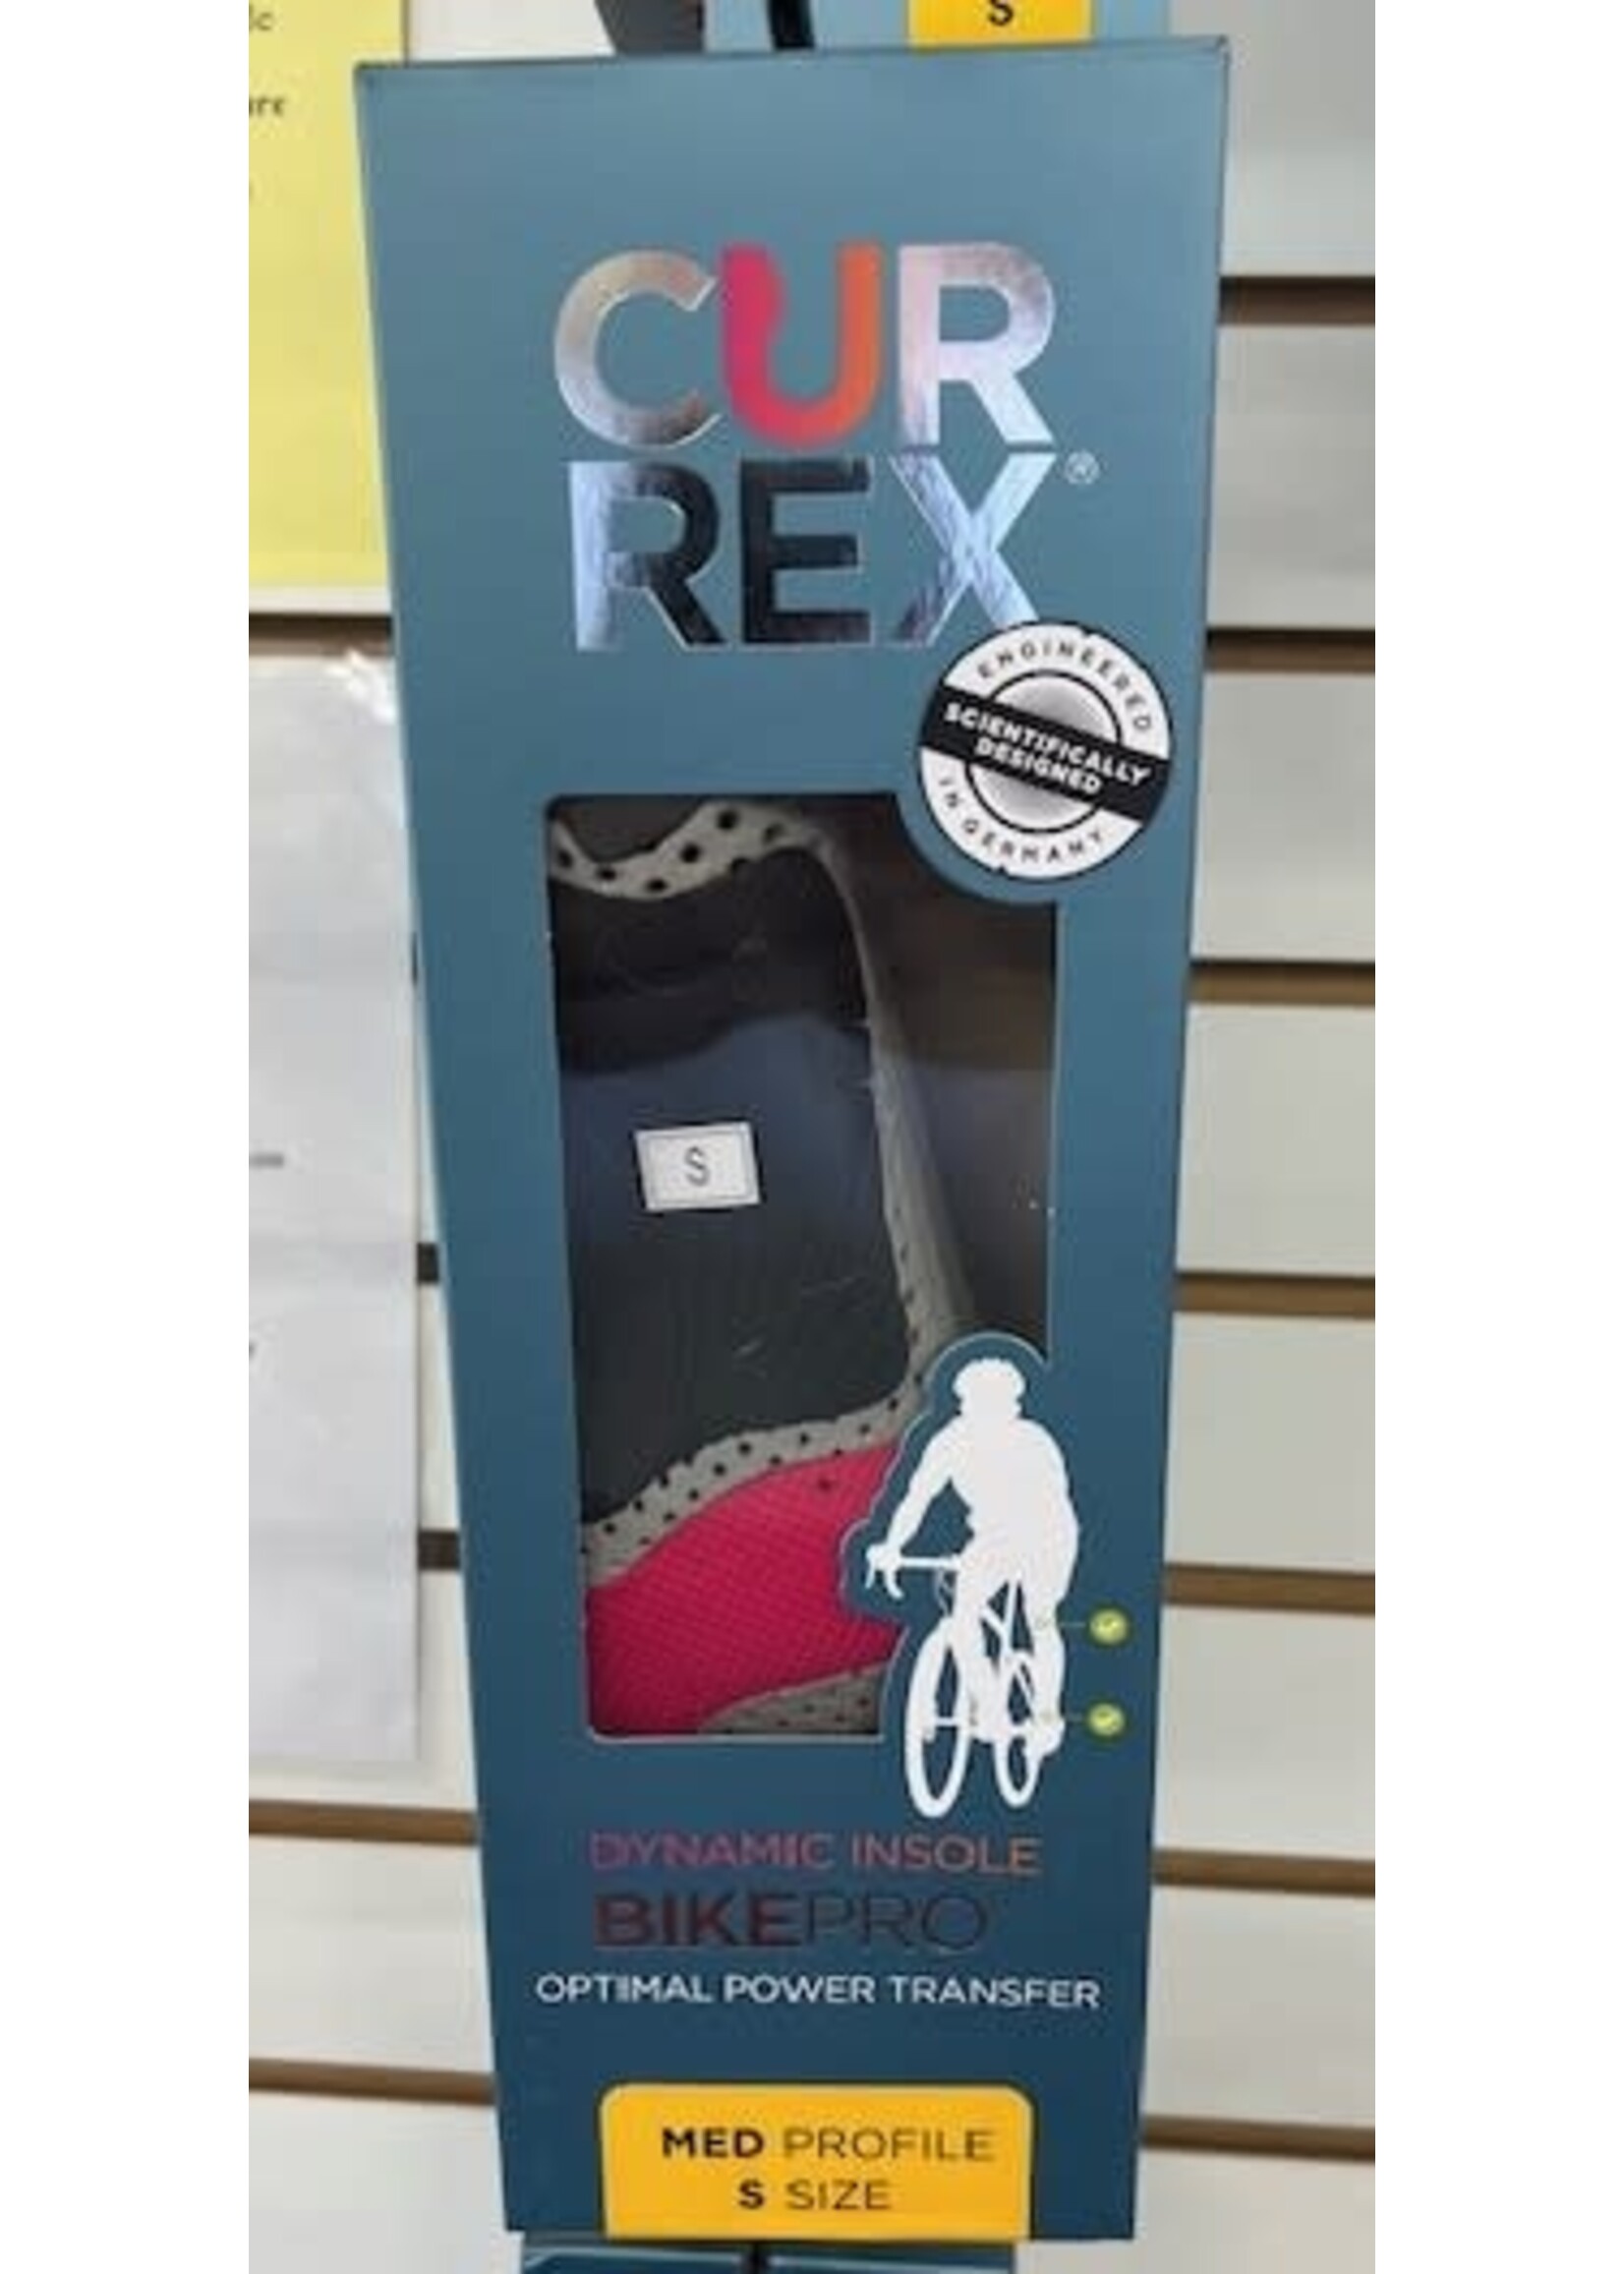 S
CUR
REX®
ENGINEERED
SCIENTIFICALLY
DESIGNED
IN GERMANY
S
DYNAMIC INSOLE
BIKEPRO
OPTIMAL POWER TRANSFER
MED PROFILE
S SIZE